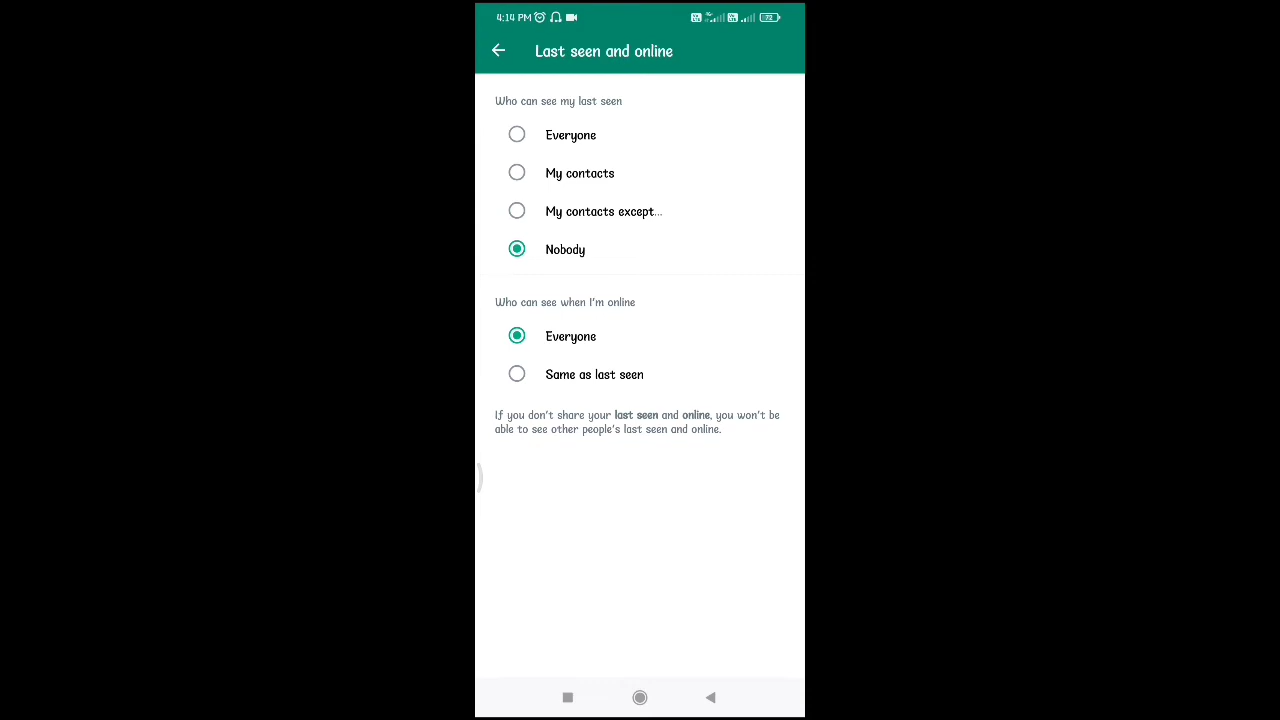 4:14 PM
Last seen and online
Who can see my last seen
Everyone
My contacts
My contacts except...
Nobody
Who can see when I'm online
Everyone
Same as last seen
If you don't share your last seen and online, you won't be
able to see other people's last seen and online.